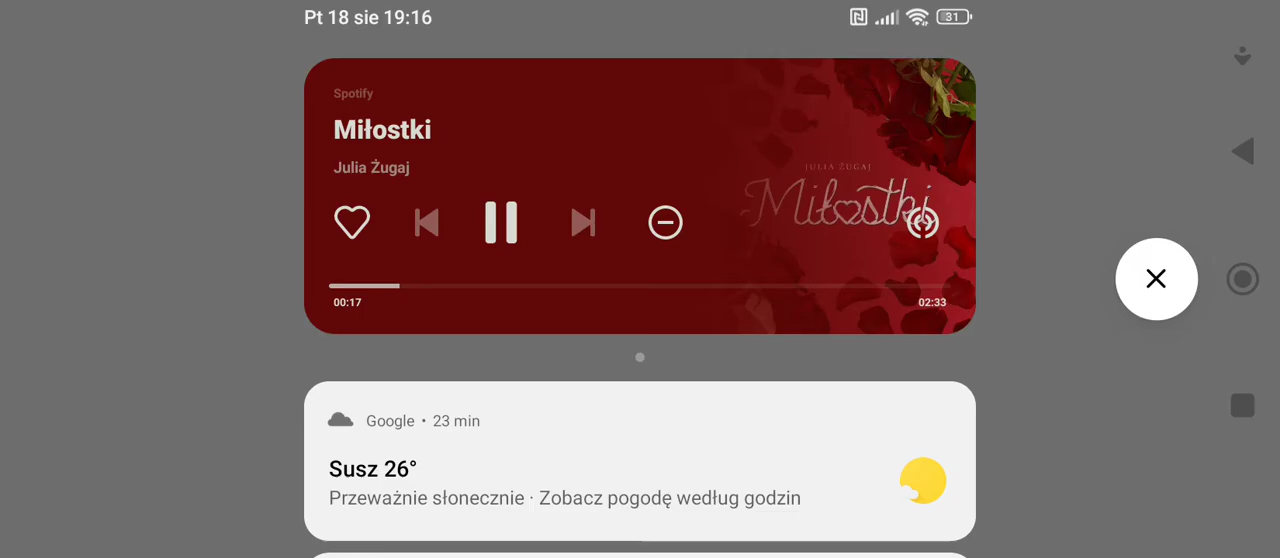 Pt 18 sie 19:16
31
Spotify
Miłostki
Julia Żugaj
JULIA ŻUGAJ
Miłostki
00:17
02:33
Google • 23 min
Susz 26°
Przeważnie słonecznie · Zobacz pogodę według godzin